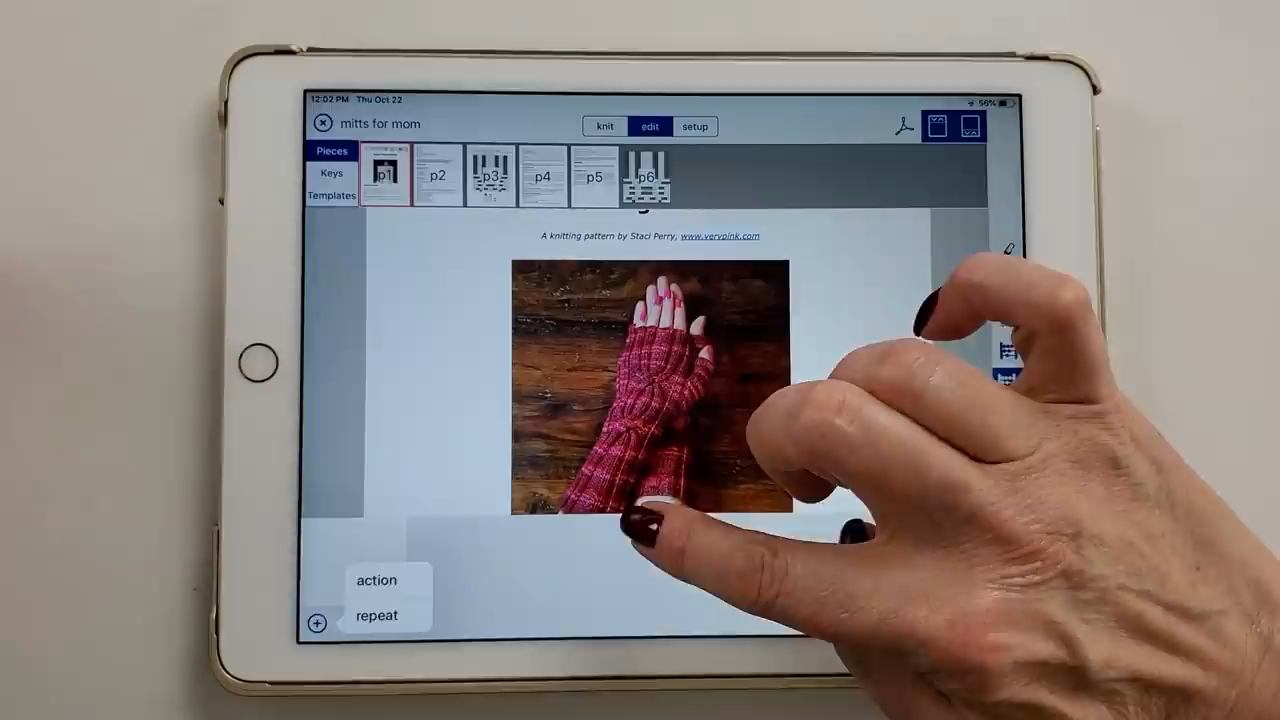 12:02 PM Thu Oct 22
56%
mitts for mom
knit edit setup
Pieces
Keys
Templates
p1 p2 p3 p4 p5 p6
A knitting pattern by Staci Perry, www.verypink.com
action
repeat